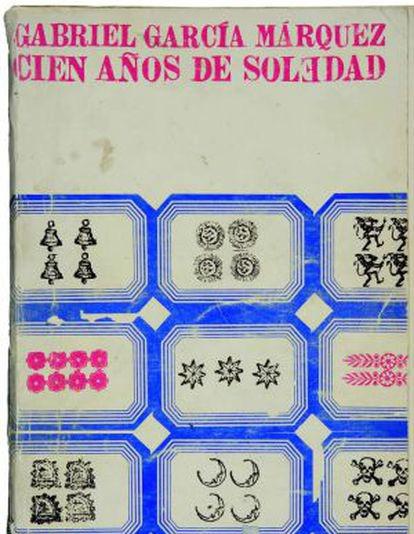 GABRIEL GARCÍA MÁRQUEZ
CIEN AÑOS DE SOLƎDAD